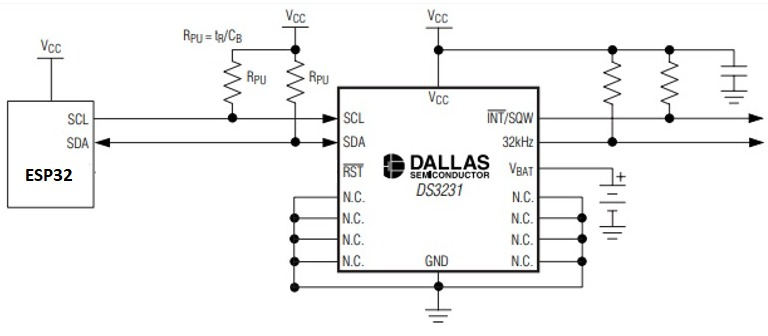 VCC
VCC
RPU = tR/CB
VCC
RPU
RPU
VCC
SCL
SCL
INT/SQW
SDA
SDA
32kHz
ESP32
RST
DALLAS
SEMICONDUCTOR
DS3231
VBAT
+
N.C.
N.C.
N.C.
N.C.
N.C.
N.C.
N.C.
N.C.
GND